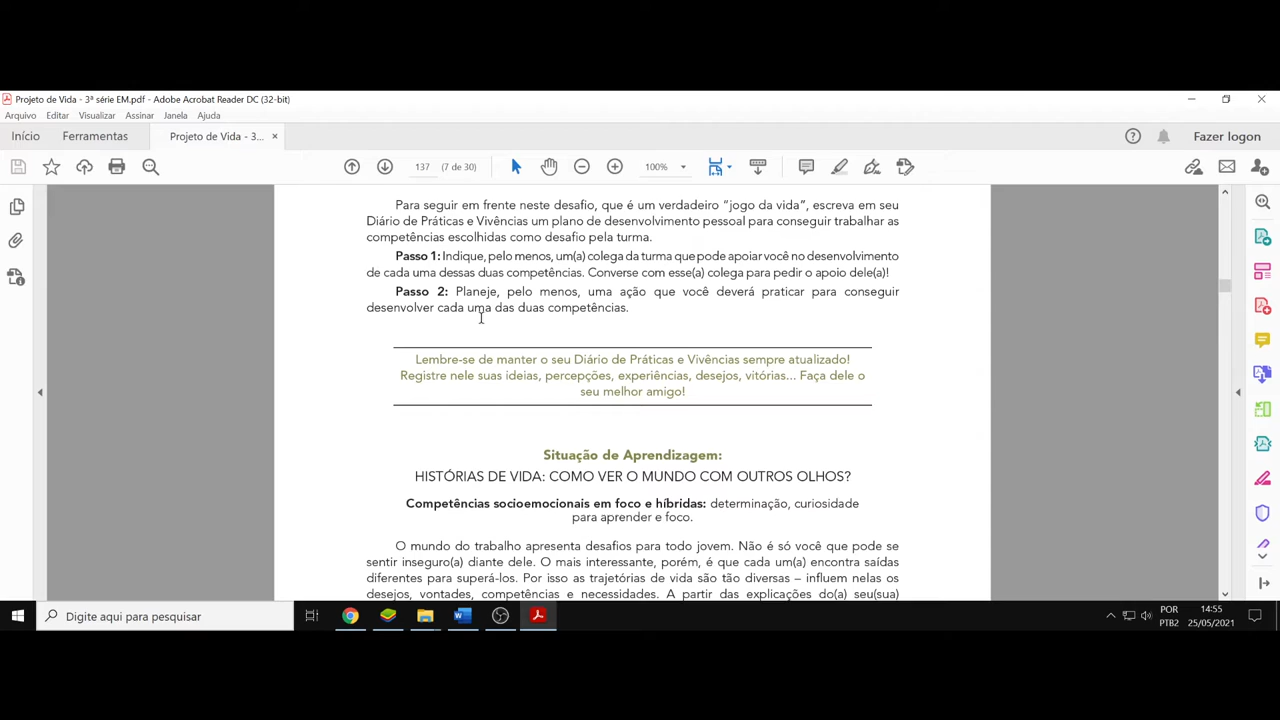 Projeto de Vida - 3ª série EM.pdf - Adobe Acrobat Reader DC (32-bit)
Arquivo Editar Visualizar Assinar Janela Ajuda
Início Ferramentas Projeto de Vida - 3... × Fazer logon
137 (7 de 30) 100%
Para seguir em frente neste desafio, que é um verdadeiro “jogo da vida”, escreva em seu
Diário de Práticas e Vivências um plano de desenvolvimento pessoal para conseguir trabalhar as
competências escolhidas como desafio pela turma.
Passo 1: Indique, pelo menos, um(a) colega da turma que pode apoiar você no desenvolvimento
de cada uma dessas duas competências. Converse com esse(a) colega para pedir o apoio dele(a)!
Passo 2: Planeje, pelo menos, uma ação que você deverá praticar para conseguir
desenvolver cada uma das duas competências.
Lembre-se de manter o seu Diário de Práticas e Vivências sempre atualizado!
Registre nele suas ideias, percepções, experiências, desejos, vitórias... Faça dele o
seu melhor amigo!
Situação de Aprendizagem:
HISTÓRIAS DE VIDA: COMO VER O MUNDO COM OUTROS OLHOS?
Competências socioemocionais em foco e híbridas: determinação, curiosidade
para aprender e foco.
O mundo do trabalho apresenta desafios para todo jovem. Não é só você que pode se
sentir inseguro(a) diante dele. O mais interessante, porém, é que cada um(a) encontra saídas
diferentes para superá-los. Por isso as trajetórias de vida são tão diversas – influem nelas os
desejos, vontades, competências e necessidades. A partir das explicações do(a) seu(sua)
Digite aqui para pesquisar
POR
PTB2
14:55
25/05/2021